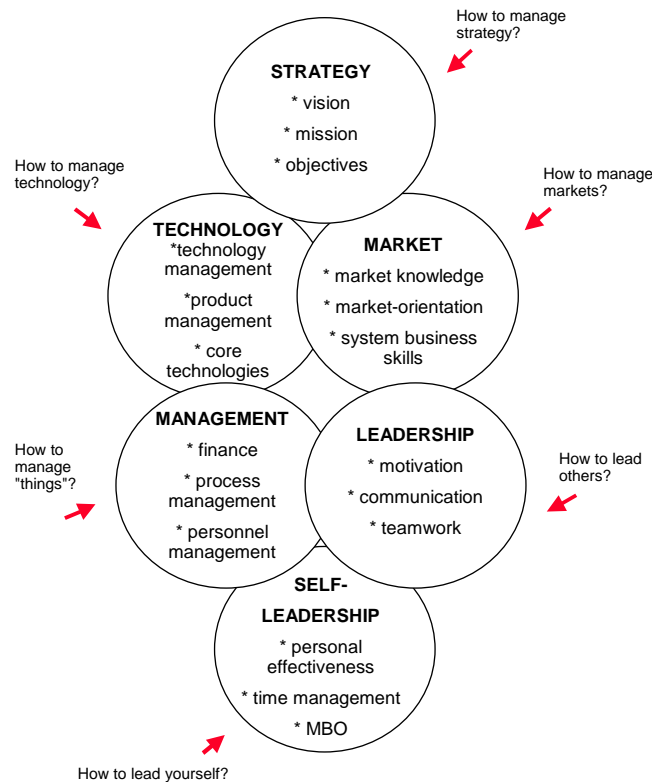 How to manage
strategy?
STRATEGY
* vision
* mission
* objectives
How to manage
technology?
How to manage
markets?
TECHNOLOGY
*technology
management
*product
management
* core
technologies
MARKET
* market knowledge
* market-orientation
* system business
skills
MANAGEMENT
* finance
* process
management
* personnel
management
LEADERSHIP
* motivation
* communication
* teamwork
How to
manage
"things"?
How to lead
others?
SELF-
LEADERSHIP
* personal
effectiveness
* time management
* MBO
How to lead yourself?